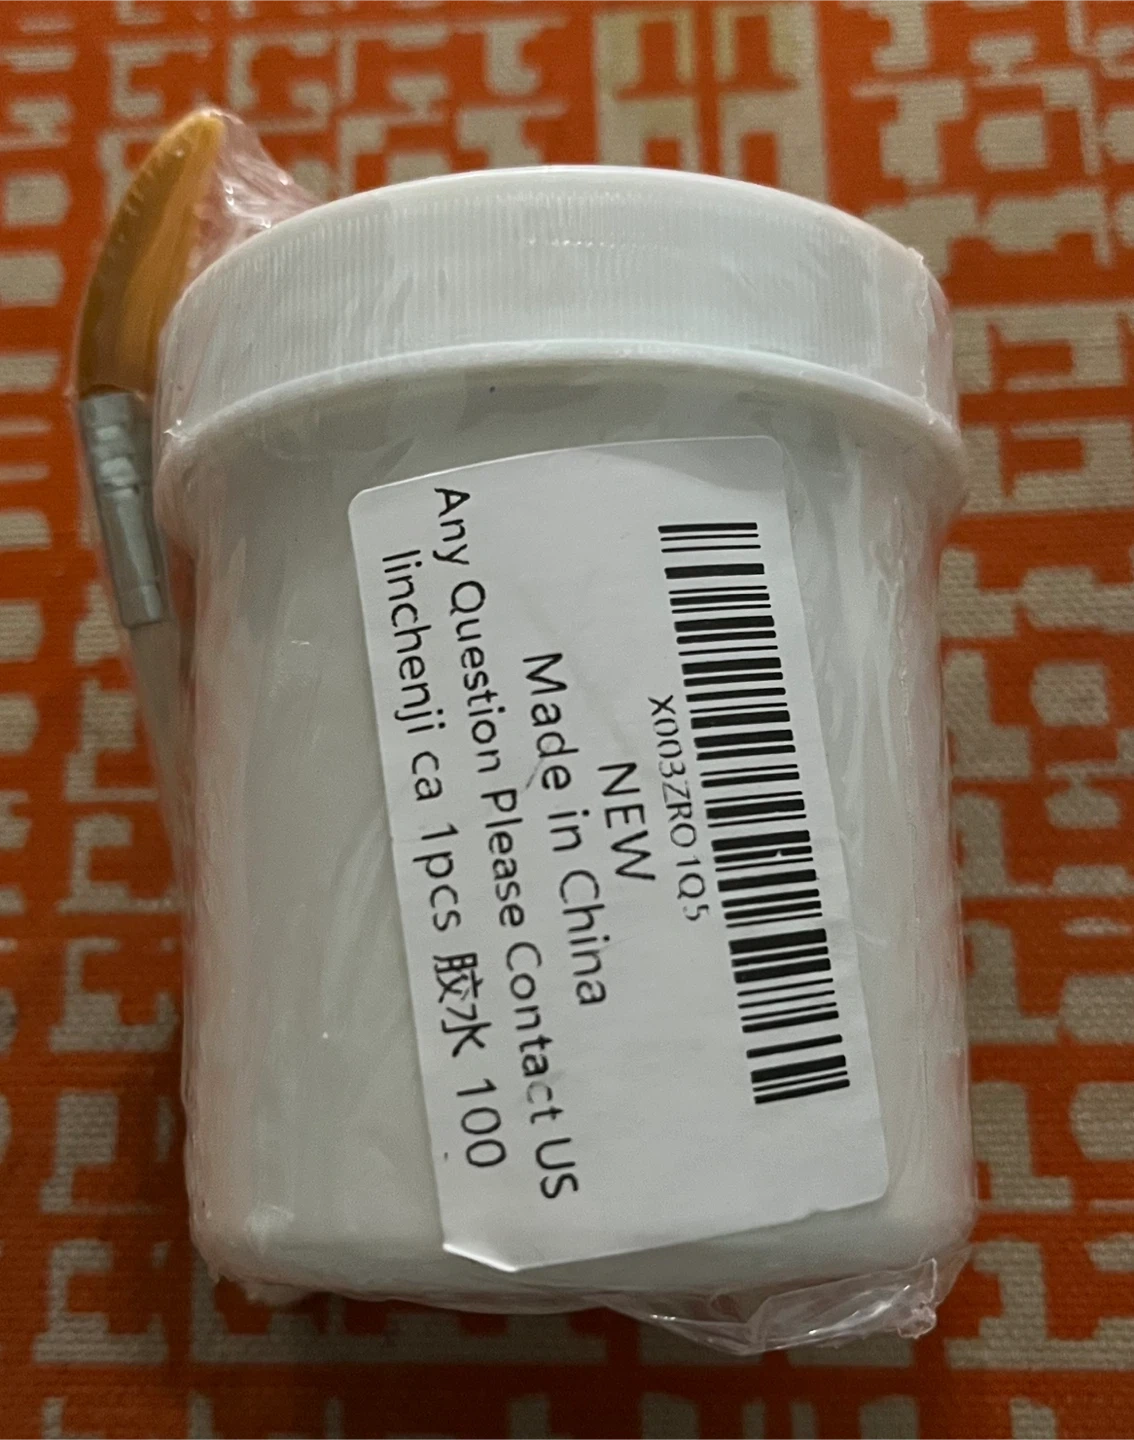 X003ZRO1Q5
NEW
Made in China
Any Question Please Contact US
linchenji ca 1pcs 胶水 100